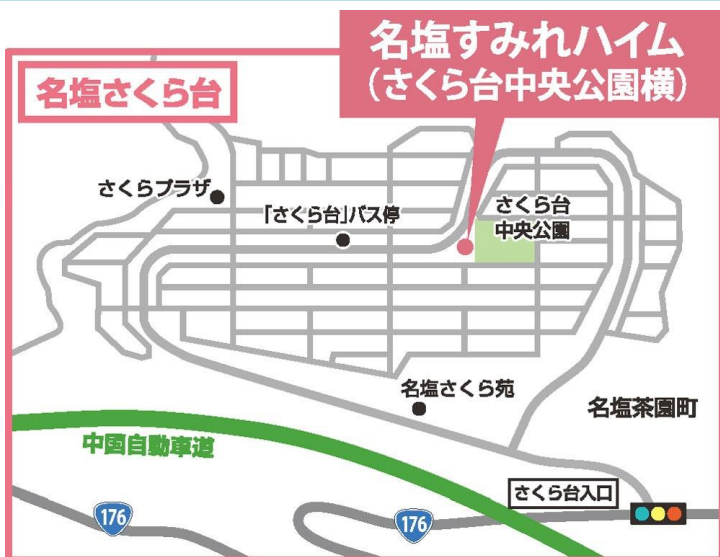 名塩すみれハイム
（さくら台中央公園横）
名塩さくら台
さくらプラザ
「さくら台」バス停
さくら台
中央公園
名塩さくら苑
名塩茶園町
中国自動車道
さくら台入口
176
176